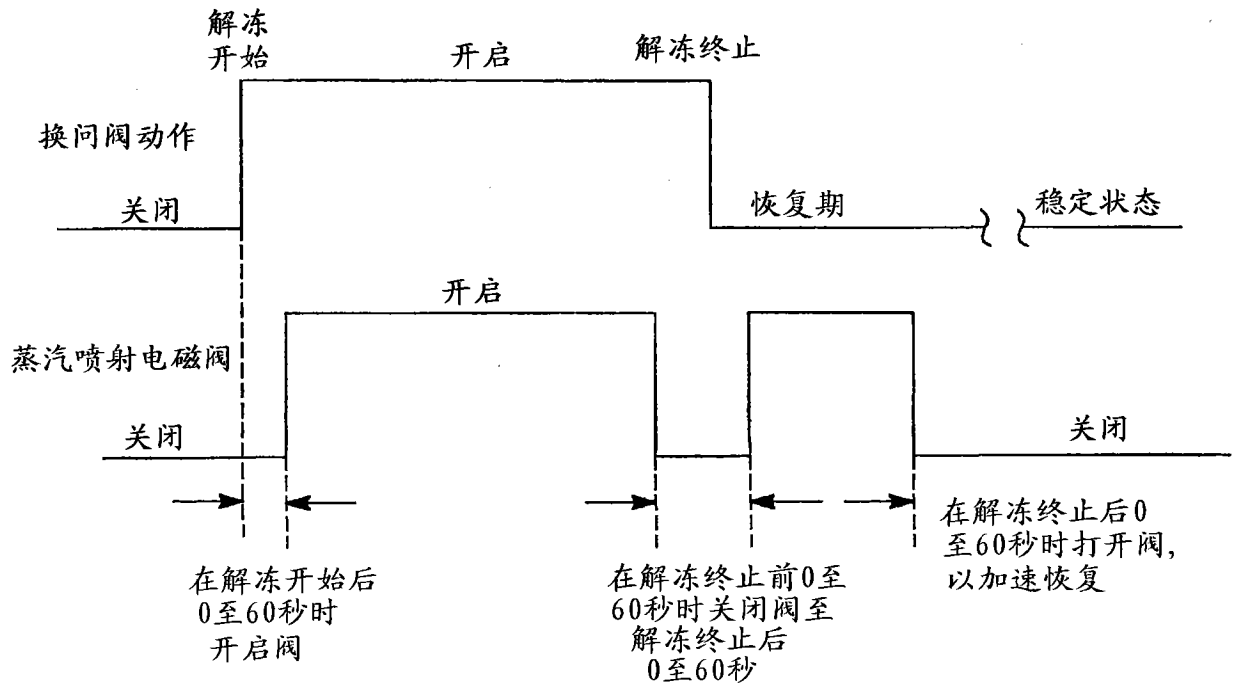 解冻
开始
开启
解冻终止
换问阀动作
关闭
恢复期
稳定状态
开启
蒸汽喷射电磁阀
关闭
关闭
在解冻开始后
0至60秒时
开启阀
在解冻终止前0至
60秒时关闭阀至
解冻终止后
0至60秒
在解冻终止后0
至60秒时打开阀,
以加速恢复